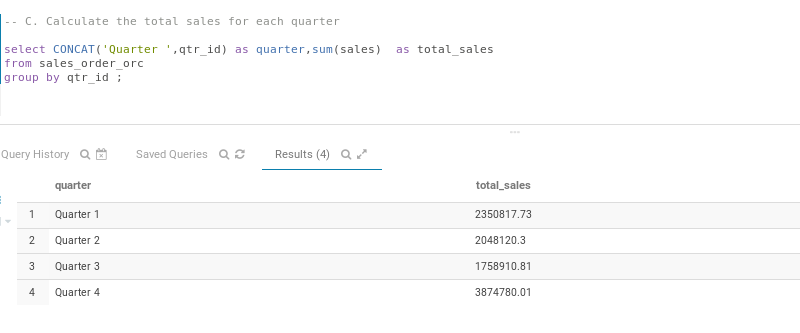 -- C. Calculate the total sales for each quarter
select CONCAT('Quarter ',qtr_id) as quarter,sum(sales)  as total_sales
from sales_order_orc
group by qtr_id ;
Query History Saved Queries Results (4)
quarter total_sales
1 Quarter 1 2350817.73
2 Quarter 2 2048120.3
3 Quarter 3 1758910.81
4 Quarter 4 3874780.01